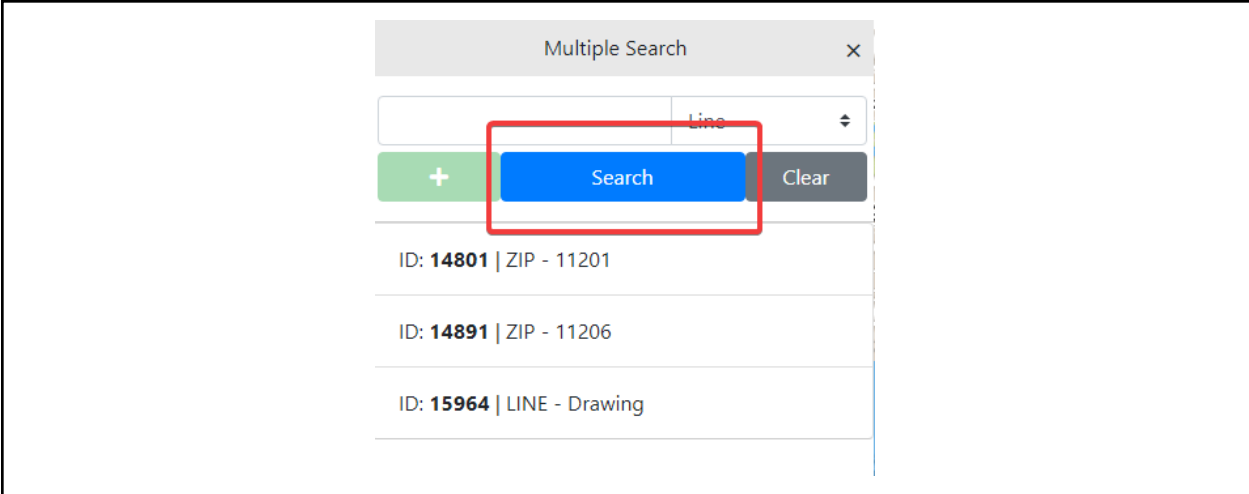 Multiple Search ×
Line
+ Search Clear
ID: 14801 | ZIP - 11201
ID: 14891 | ZIP - 11206
ID: 15964 | LINE - Drawing